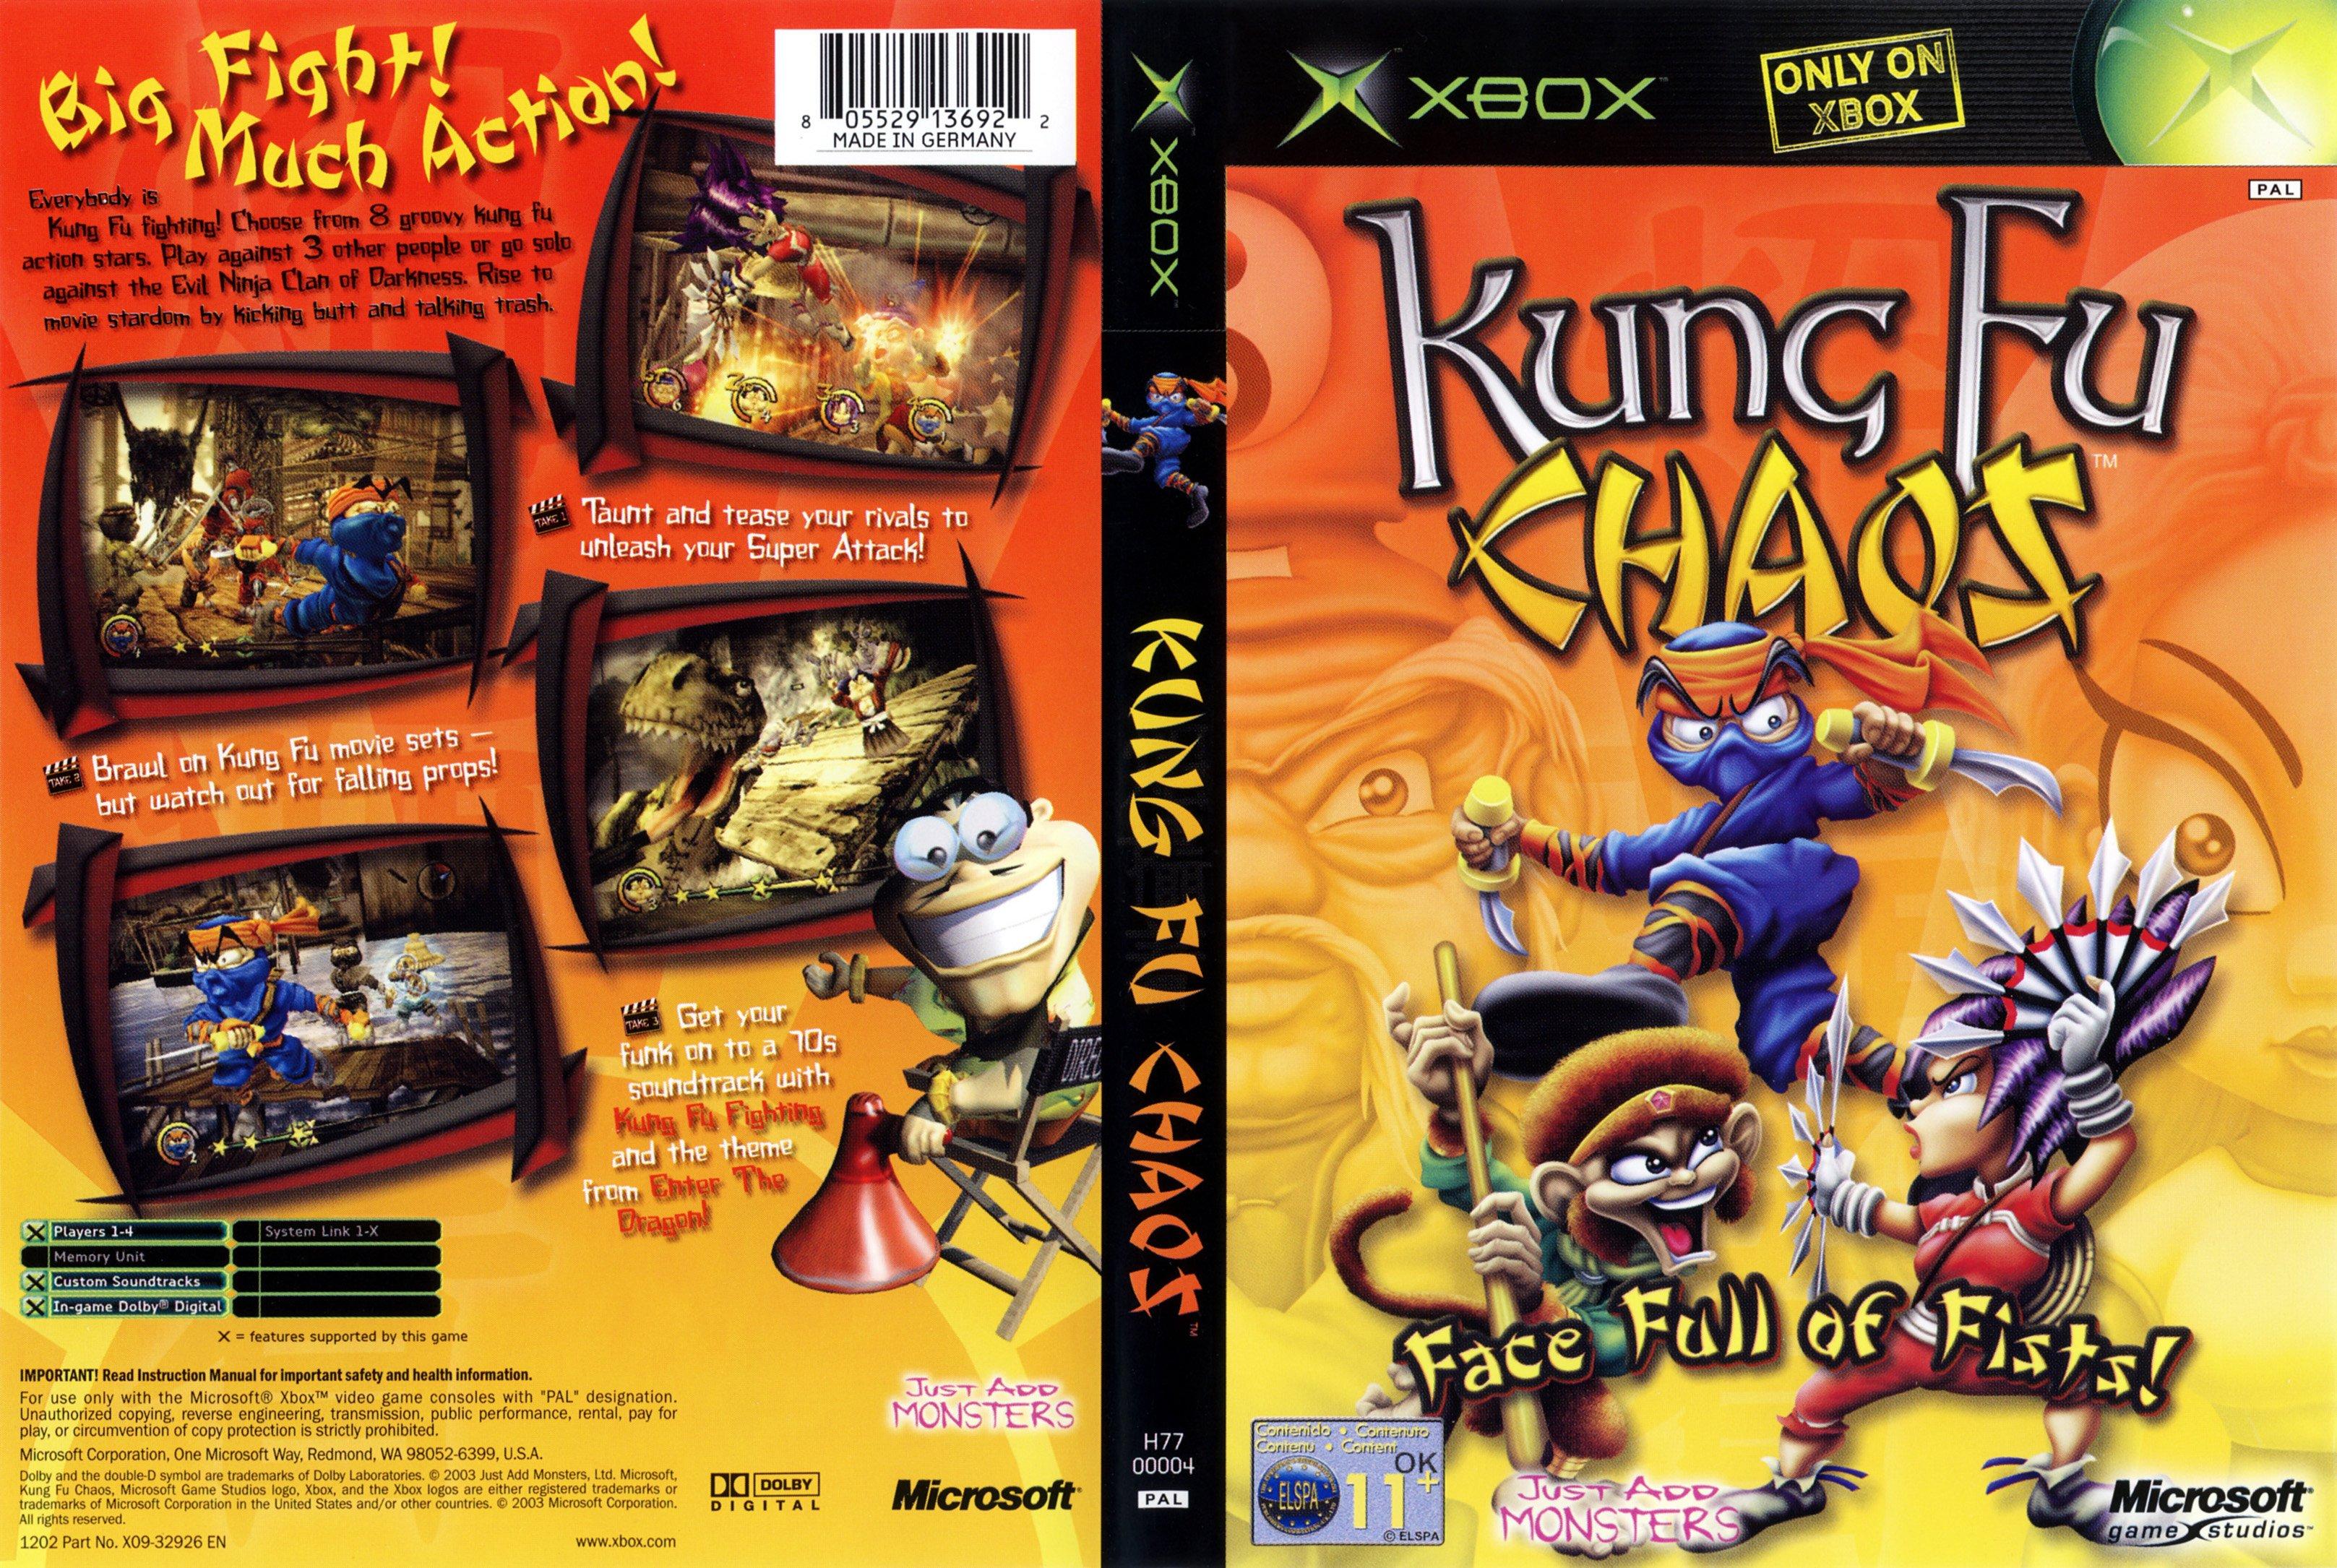 Big Fight!
Much Action!
8 05529 13692 2
MADE IN GERMANY
Everybody is
Kung Fu fighting! Choose from 8 groovy kung fu
action stars. Play against 3 other people or go solo
against the Evil Ninja Clan of Darkness. Rise to
movie stardom by kicking butt and talking trash.
TAKE 1
Taunt and tease your rivals to
unleash your Super Attack!
TAKE 2
Brawl on Kung Fu movie sets –
but watch out for falling props!
TAKE 3
Get your
funk on to a 70s
soundtrack with
Kung Fu Fighting
and the theme
from Enter The
Dragon!
DIREC
Players 1-4
System Link 1-X
Memory Unit
Custom Soundtracks
In-game Dolby® Digital
X = features supported by this game
IMPORTANT! Read Instruction Manual for important safety and health information.
For use only with the Microsoft® Xbox™ video game consoles with "PAL" designation.
Unauthorized copying, reverse engineering, transmission, public performance, rental, pay for
play, or circumvention of copy protection is strictly prohibited.
Microsoft Corporation, One Microsoft Way, Redmond, WA 98052-6399, U.S.A.
Dolby and the double-D symbol are trademarks of Dolby Laboratories. © 2003 Just Add Monsters, Ltd. Microsoft,
Kung Fu Chaos, Microsoft Game Studios logo, Xbox, and the Xbox logos are either registered trademarks or
trademarks of Microsoft Corporation in the United States and/or other countries. © 2003 Microsoft Corporation.
All rights reserved.
1202 Part No. X09-32926 EN
www.xbox.com
DOLBY
DIGITAL
JUST ADD
MONSTERS
Microsoft®
XBOX™
KUNG FU CHAOS™
H77
00004
PAL
XBOX™
ONLY ON
XBOX
PAL
Kung Fu
CHAOS™
Face Full of Fists!
Contenido • Contenuto
Contenu • Content
OK
ELSPA
11+
© ELSPA
JUST ADD
MONSTERS
Microsoft®
game studios™